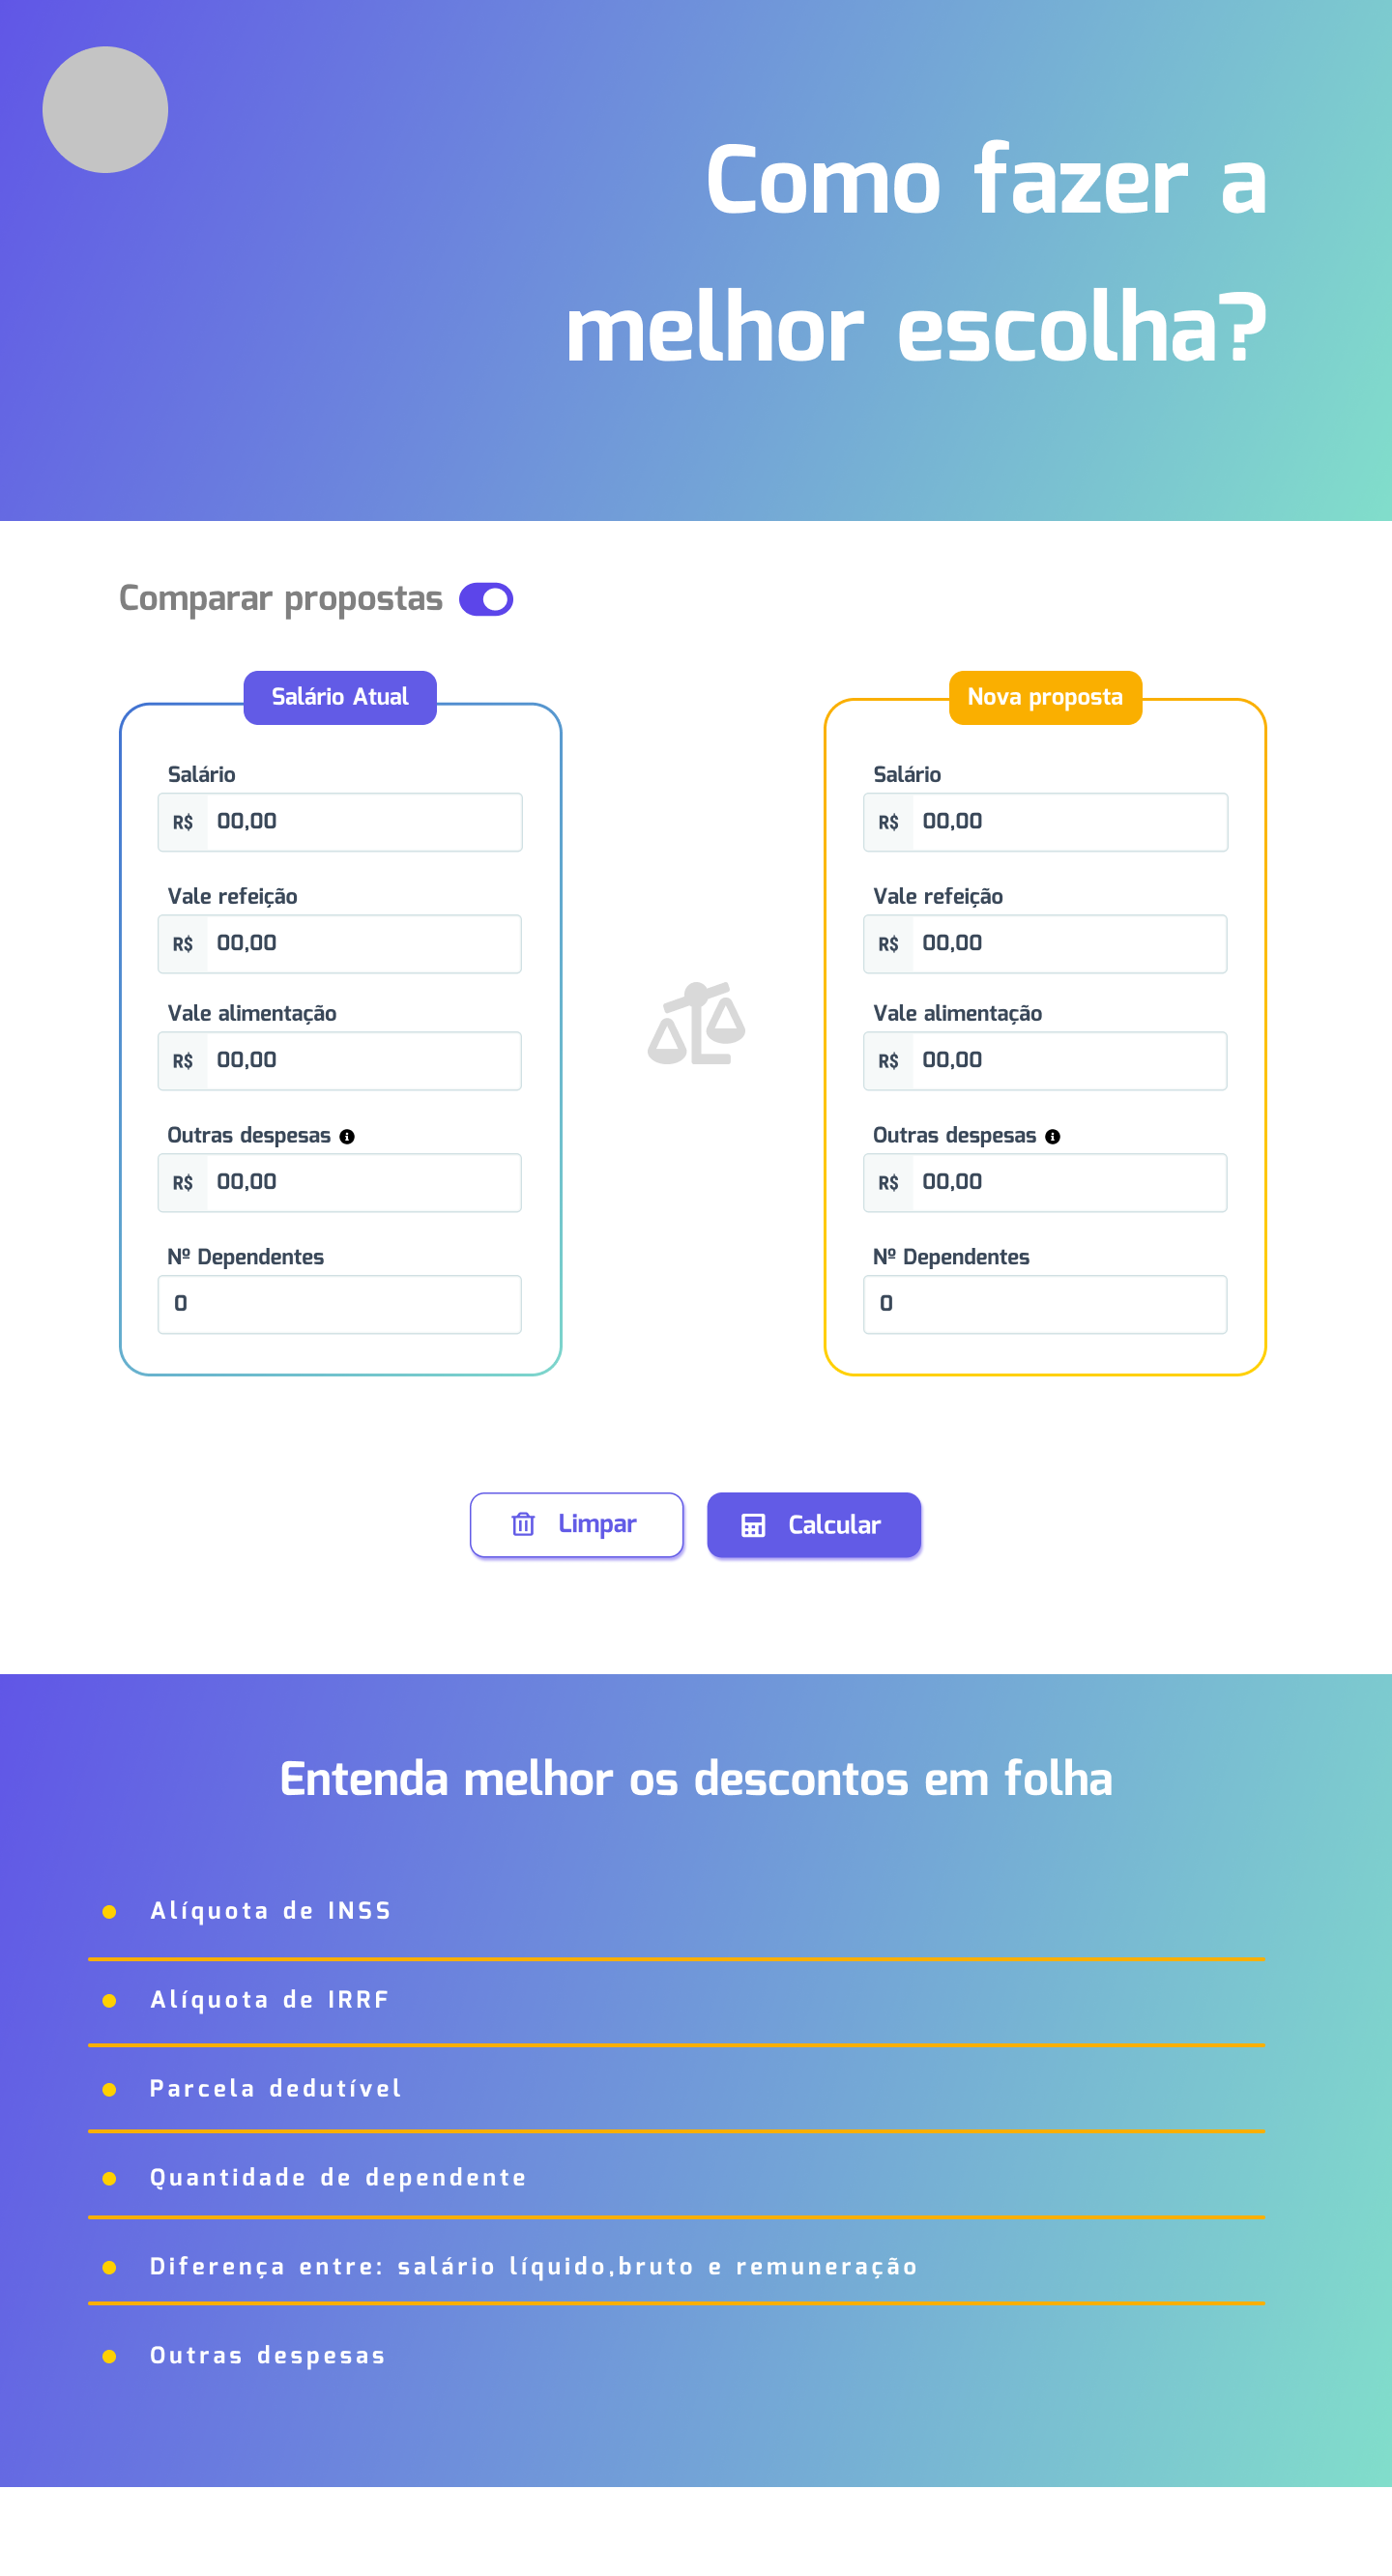 Como fazer a
melhor escolha?
Comparar propostas
Salário Atual
Salário
R$ 00,00
Vale refeição
R$ 00,00
Vale alimentação
R$ 00,00
Outras despesas
R$ 00,00
Nº Dependentes
0
Nova proposta
Salário
R$ 00,00
Vale refeição
R$ 00,00
Vale alimentação
R$ 00,00
Outras despesas
R$ 00,00
Nº Dependentes
0
Limpar
Calcular
Entenda melhor os descontos em folha
Alíquota de INSS
Alíquota de IRRF
Parcela dedutível
Quantidade de dependente
Diferença entre: salário líquido,bruto e remuneração
Outras despesas